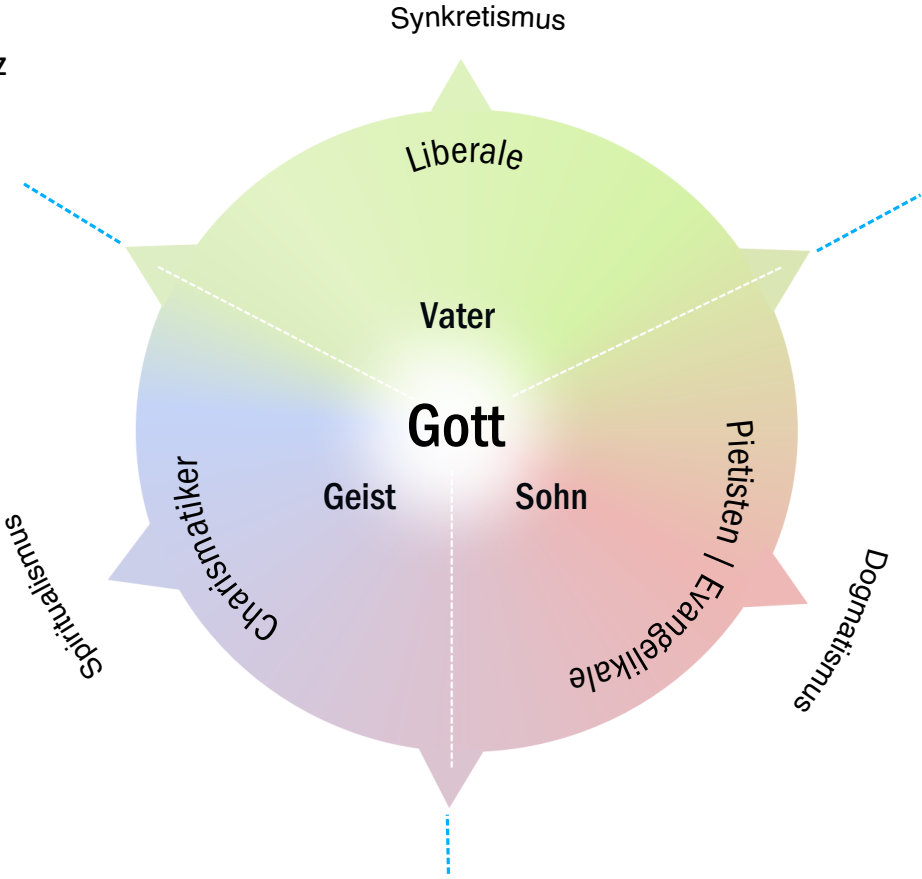 Synkretismus
z
Liberale
Vater
Gott
Geist
Sohn
Charismatiker
Pietisten / Evangelikale
Spiritualismus
Dogmatismus